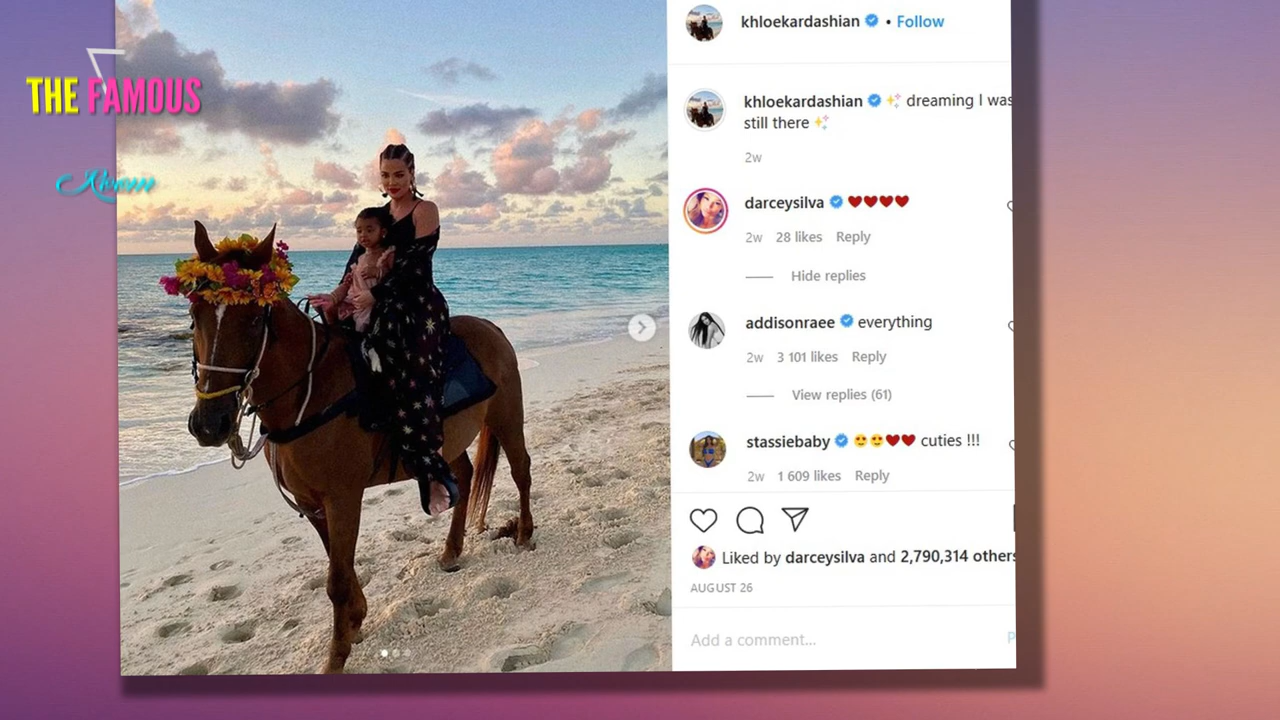 THE FAMOUS
Room
khloekardashian • Follow
khloekardashian ✨ dreaming I was
still there ✨
2w
darceysilva ❤️❤️❤️❤️
2w 28 likes Reply
Hide replies
addisonraee everything
2w 3 101 likes Reply
View replies (61)
stassiebaby 😍😍❤️❤️ cuties !!!
2w 1 609 likes Reply
Liked by darceysilva and 2,790,314 others
AUGUST 26
Add a comment...
P